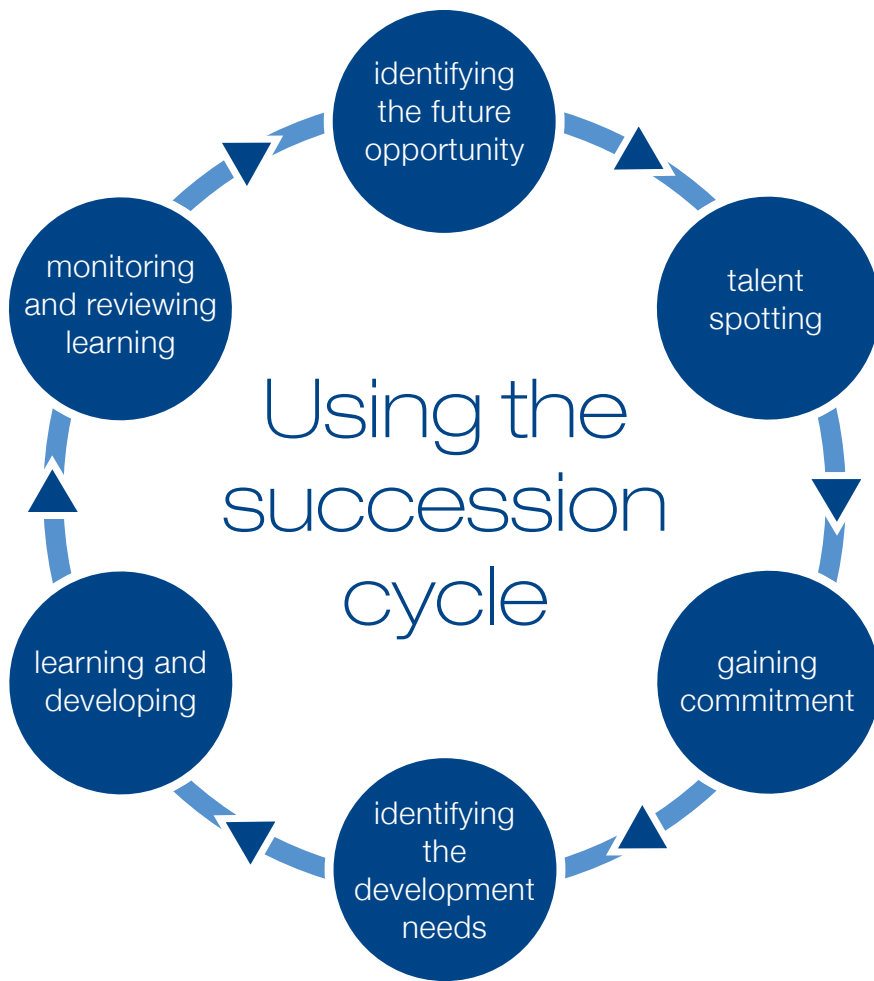 identifying
the future
opportunity
talent
spotting
gaining
commitment
identifying
the
development
needs
learning and
developing
monitoring
and reviewing
learning
Using the
succession
cycle